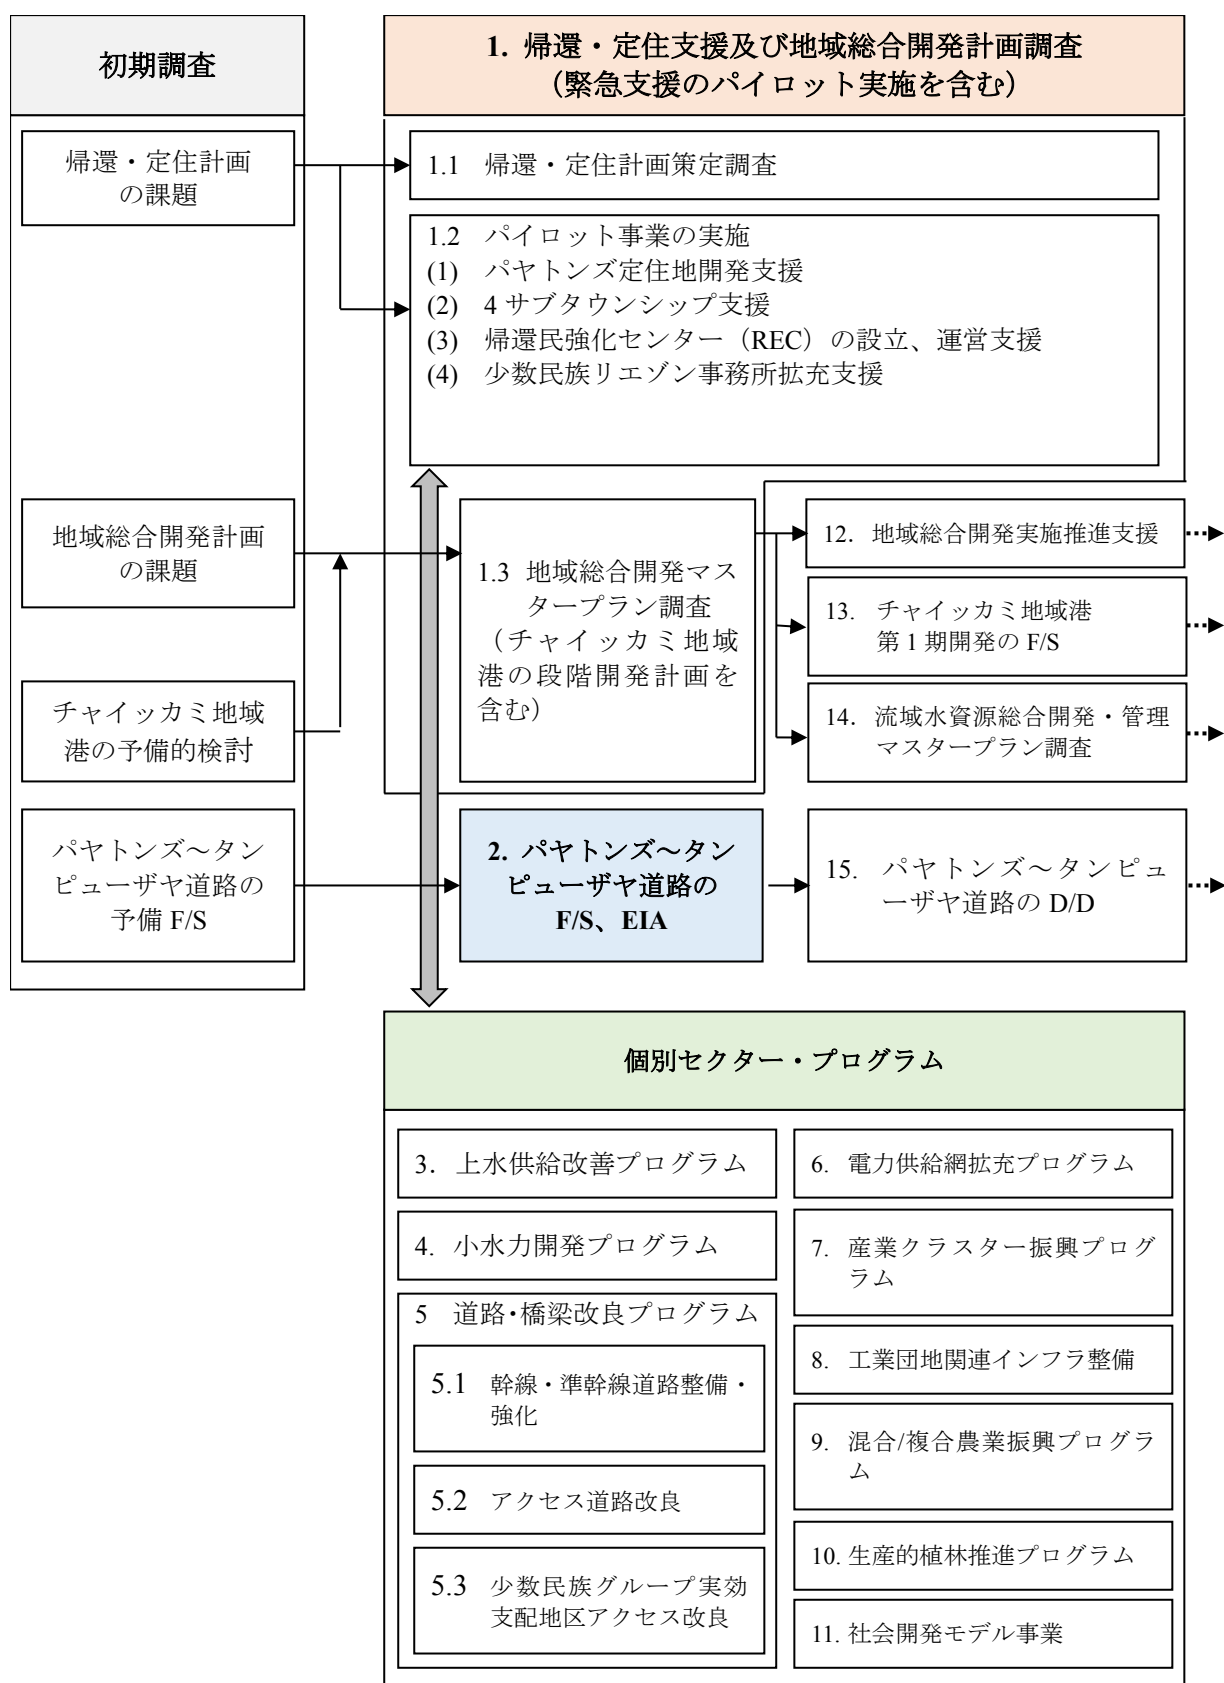 初期調査
帰還・定住計画
の課題
地域総合開発計画
の課題
チャイッカミ地域
港の予備的検討
パヤトンズ～タン
ピューザヤ道路の
予備 F/S
1. 帰還・定住支援及び地域総合開発計画調査
（緊急支援のパイロット実施を含む）
1.1 帰還・定住計画策定調査
1.2 パイロット事業の実施
(1) パヤトンズ定住地開発支援
(2) 4 サブタウンシップ支援
(3) 帰還民強化センター（REC）の設立、運営支援
(4) 少数民族リエゾン事務所拡充支援
1.3 地域総合開発マス
タープラン調査
（チャイッカミ地域
港の段階開発計画を
含む）
12. 地域総合開発実施推進支援
13. チャイッカミ地域港
第 1 期開発の F/S
14. 流域水資源総合開発・管理
マスタープラン調査
2. パヤトンズ～タン
ピューザヤ道路の
F/S、EIA
15. パヤトンズ～タンピュ
ーザヤ道路の D/D
個別セクター・プログラム
3. 上水供給改善プログラム
4. 小水力開発プログラム
5 道路・橋梁改良プログラム
5.1 幹線・準幹線道路整備・
強化
5.2 アクセス道路改良
5.3 少数民族グループ実効
支配地区アクセス改良
6. 電力供給網拡充プログラム
7. 産業クラスター振興プログ
ラム
8. 工業団地関連インフラ整備
9. 混合/複合農業振興プログラ
ム
10. 生産的植林推進プログラム
11. 社会開発モデル事業